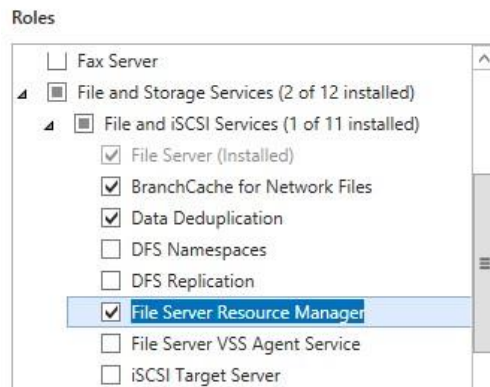 Roles
Fax Server
File and Storage Services (2 of 12 installed)
File and iSCSI Services (1 of 11 installed)
File Server (Installed)
BranchCache for Network Files
Data Deduplication
DFS Namespaces
DFS Replication
File Server Resource Manager
File Server VSS Agent Service
iSCSI Target Server